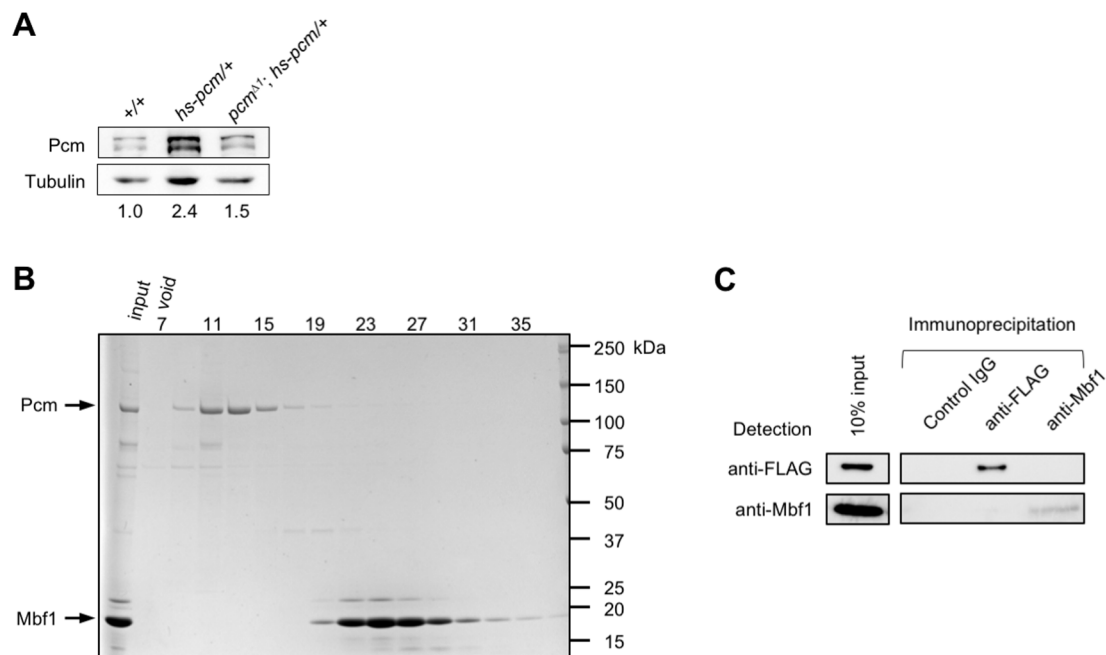 A
+/+ hs-pcm/+ pcmΔ1; hs-pcm/+
Pcm
Tubulin
1.0 2.4 1.5
B
input void
7 11 15 19 23 27 31 35
250 kDa
150
Pcm
100
75
50
37
25
20
Mbf1
15
C
Immunoprecipitation
10% input Control IgG anti-FLAG anti-Mbf1
Detection
anti-FLAG
anti-Mbf1